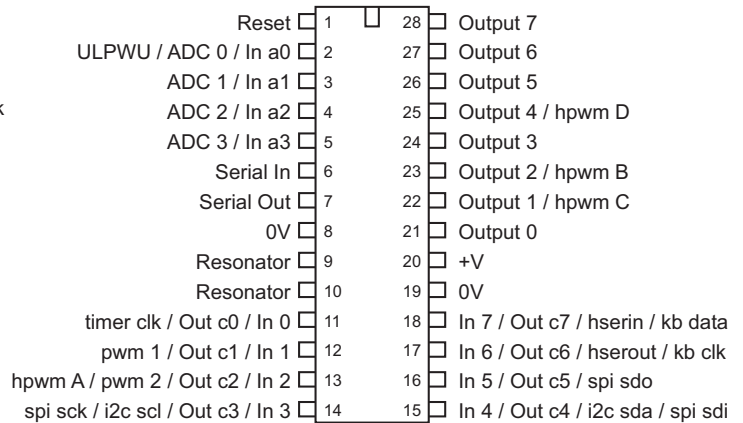 Reset 1 28 Output 7
ULPWU / ADC 0 / In a0 2 27 Output 6
ADC 1 / In a1 3 26 Output 5
k ADC 2 / In a2 4 25 Output 4 / hpwm D
ADC 3 / In a3 5 24 Output 3
Serial In 6 23 Output 2 / hpwm B
Serial Out 7 22 Output 1 / hpwm C
0V 8 21 Output 0
Resonator 9 20 +V
Resonator 10 19 0V
timer clk / Out c0 / In 0 11 18 In 7 / Out c7 / hserin / kb data
pwm 1 / Out c1 / In 1 12 17 In 6 / Out c6 / hserout / kb clk
hpwm A / pwm 2 / Out c2 / In 2 13 16 In 5 / Out c5 / spi sdo
spi sck / i2c scl / Out c3 / In 3 14 15 In 4 / Out c4 / i2c sda / spi sdi